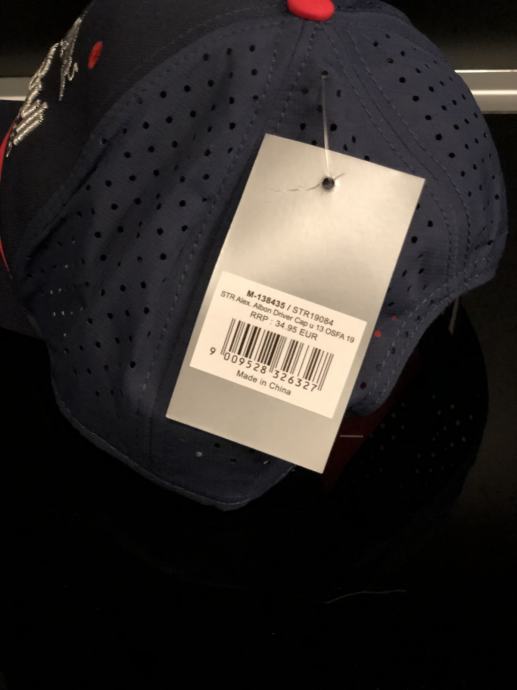 M-138435 / STR19084
STR Alex. Albon Driver Cap u 13 OSFA 19
RRP : 34.95 EUR
9 009528 326327
Made in China